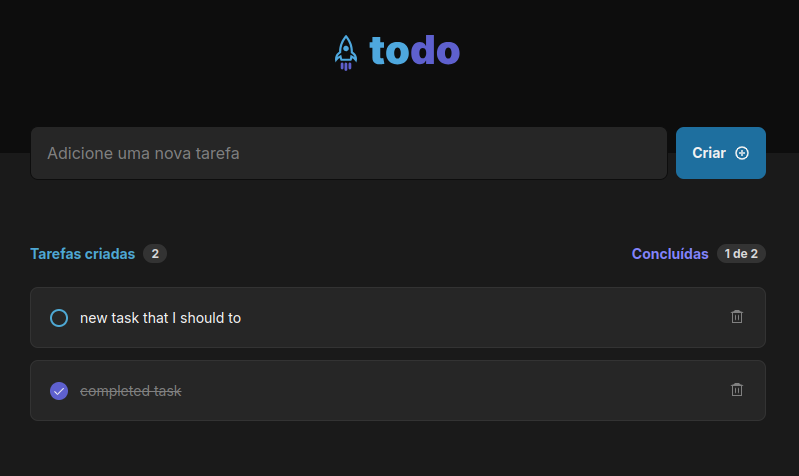 todo
Adicione uma nova tarefa
Criar
Tarefas criadas 2
Concluídas 1 de 2
new task that I should to
completed task